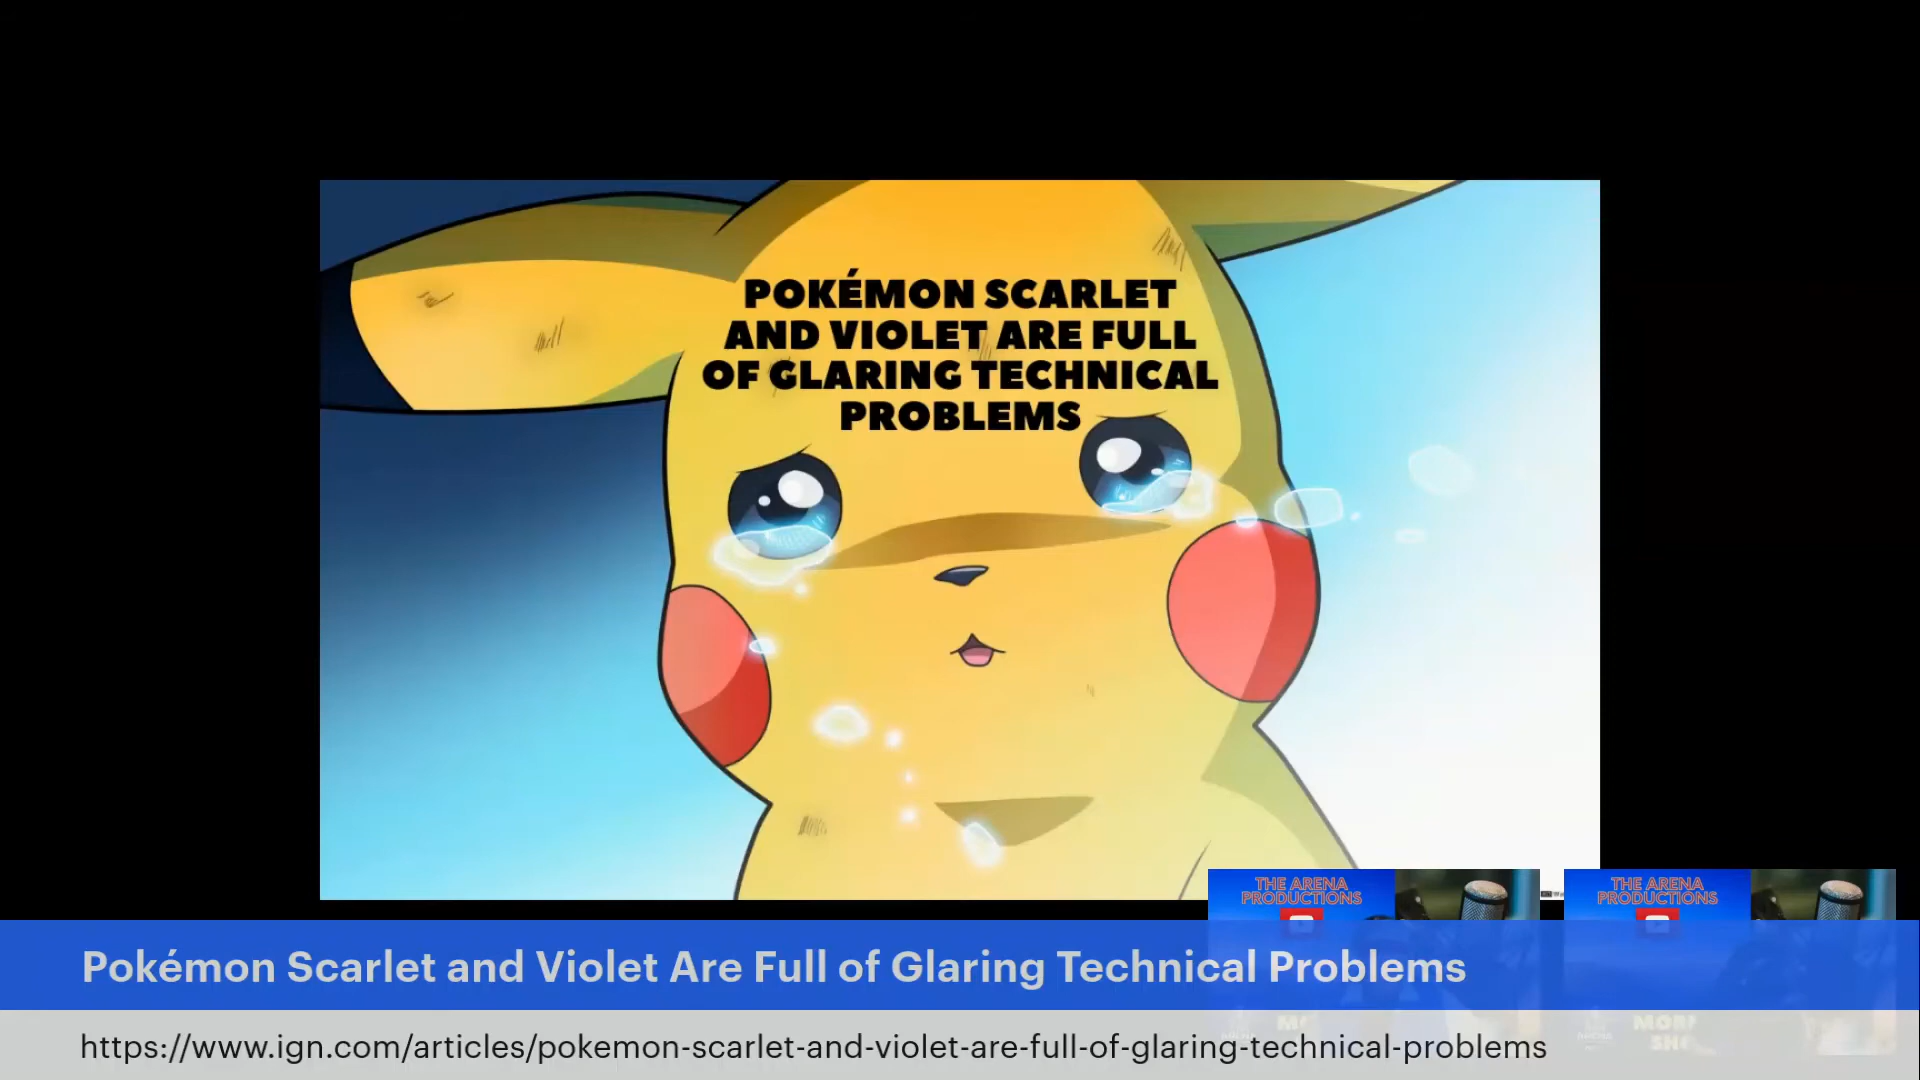 POKÉMON SCARLET
AND VIOLET ARE FULL
OF GLARING TECHNICAL
PROBLEMS
THE ARENA
PRODUCTIONS
THE ARENA
PRODUCTIONS
Pokémon Scarlet and Violet Are Full of Glaring Technical Problems
https://www.ign.com/articles/pokemon-scarlet-and-violet-are-full-of-glaring-technical-problems